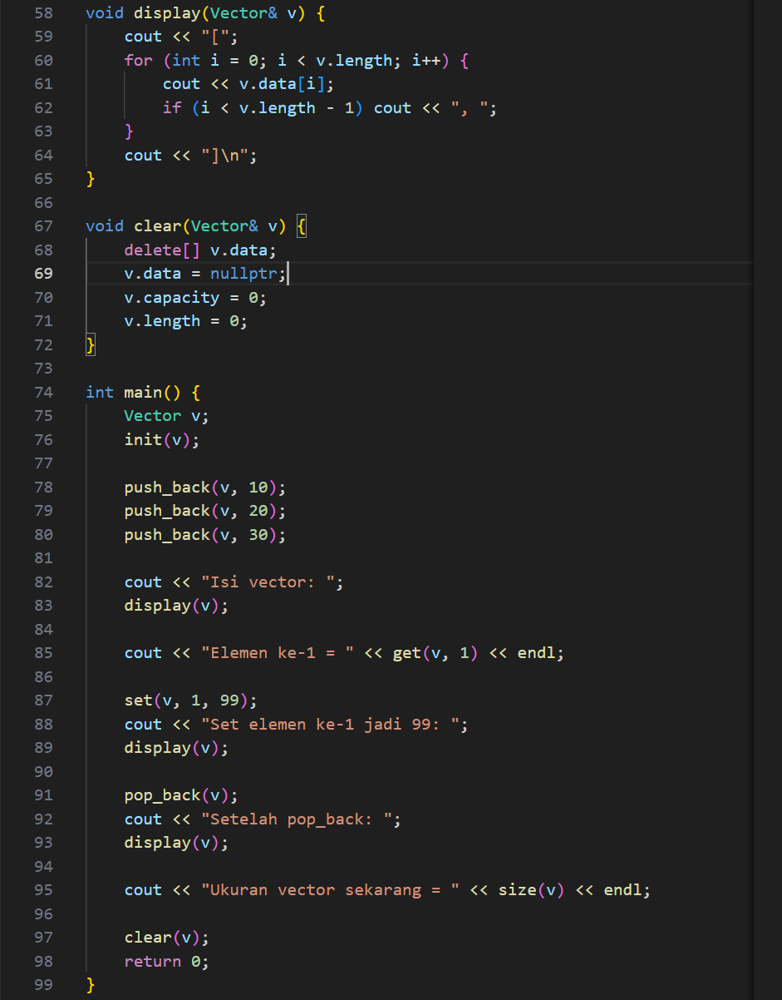 58 void display(Vector& v) {
59     cout << "[";
60     for (int i = 0; i < v.length; i++) {
61         cout << v.data[i];
62         if (i < v.length - 1) cout << ", ";
63     }
64     cout << "]\n";
65 }
66
67 void clear(Vector& v) {
68     delete[] v.data;
69     v.data = nullptr;
70     v.capacity = 0;
71     v.length = 0;
72 }
73
74 int main() {
75     Vector v;
76     init(v);
77
78     push_back(v, 10);
79     push_back(v, 20);
80     push_back(v, 30);
81
82     cout << "Isi vector: ";
83     display(v);
84
85     cout << "Elemen ke-1 = " << get(v, 1) << endl;
86
87     set(v, 1, 99);
88     cout << "Set elemen ke-1 jadi 99: ";
89     display(v);
90
91     pop_back(v);
92     cout << "Setelah pop_back: ";
93     display(v);
94
95     cout << "Ukuran vector sekarang = " << size(v) << endl;
96
97     clear(v);
98     return 0;
99 }